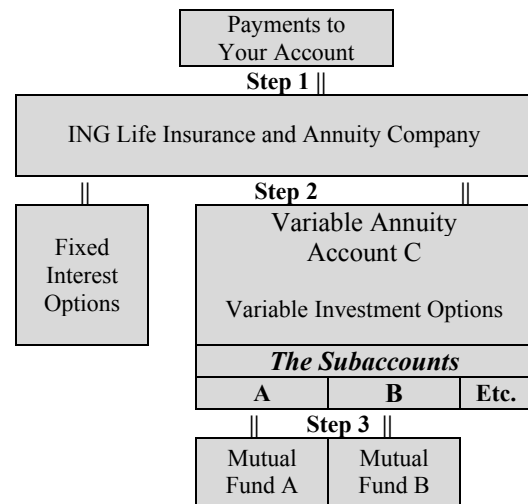 Payments to
Your Account
Step 1 ||
ING Life Insurance and Annuity Company
|| Step 2 ||
Fixed
Interest
Options
Variable Annuity
Account C
Variable Investment Options
The Subaccounts
A B Etc.
|| Step 3 ||
Mutual
Fund A
Mutual
Fund B